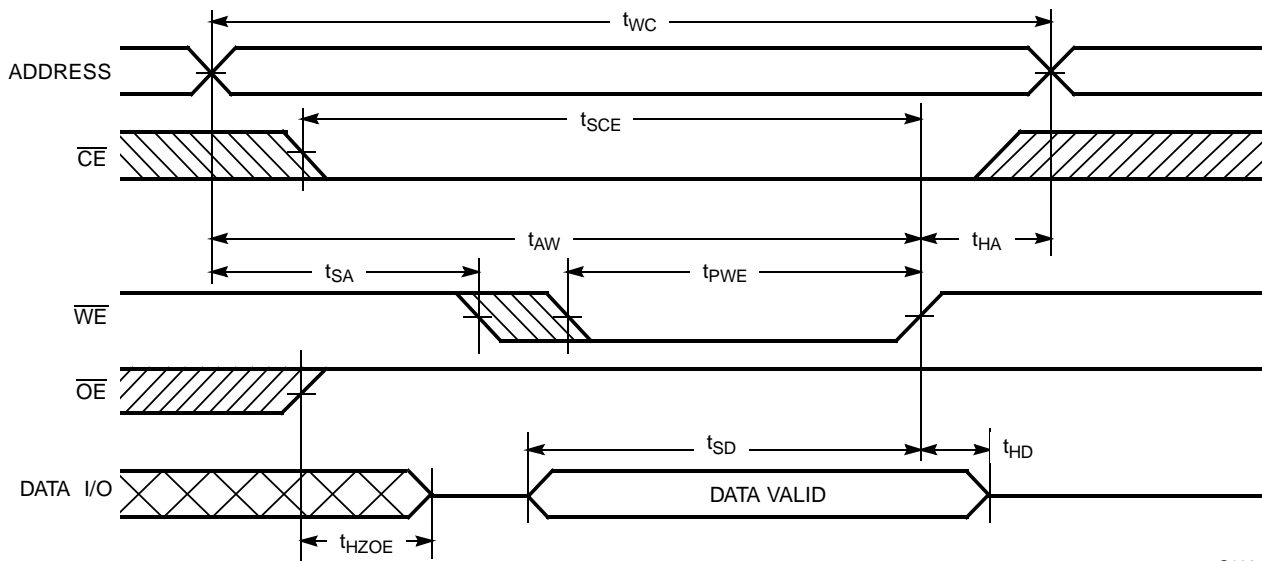 tWC
ADDRESS
tSCE
CE
tAW
tHA
tSA
tPWE
WE
OE
tSD
tHD
DATA I/O
DATA VALID
tHZOE